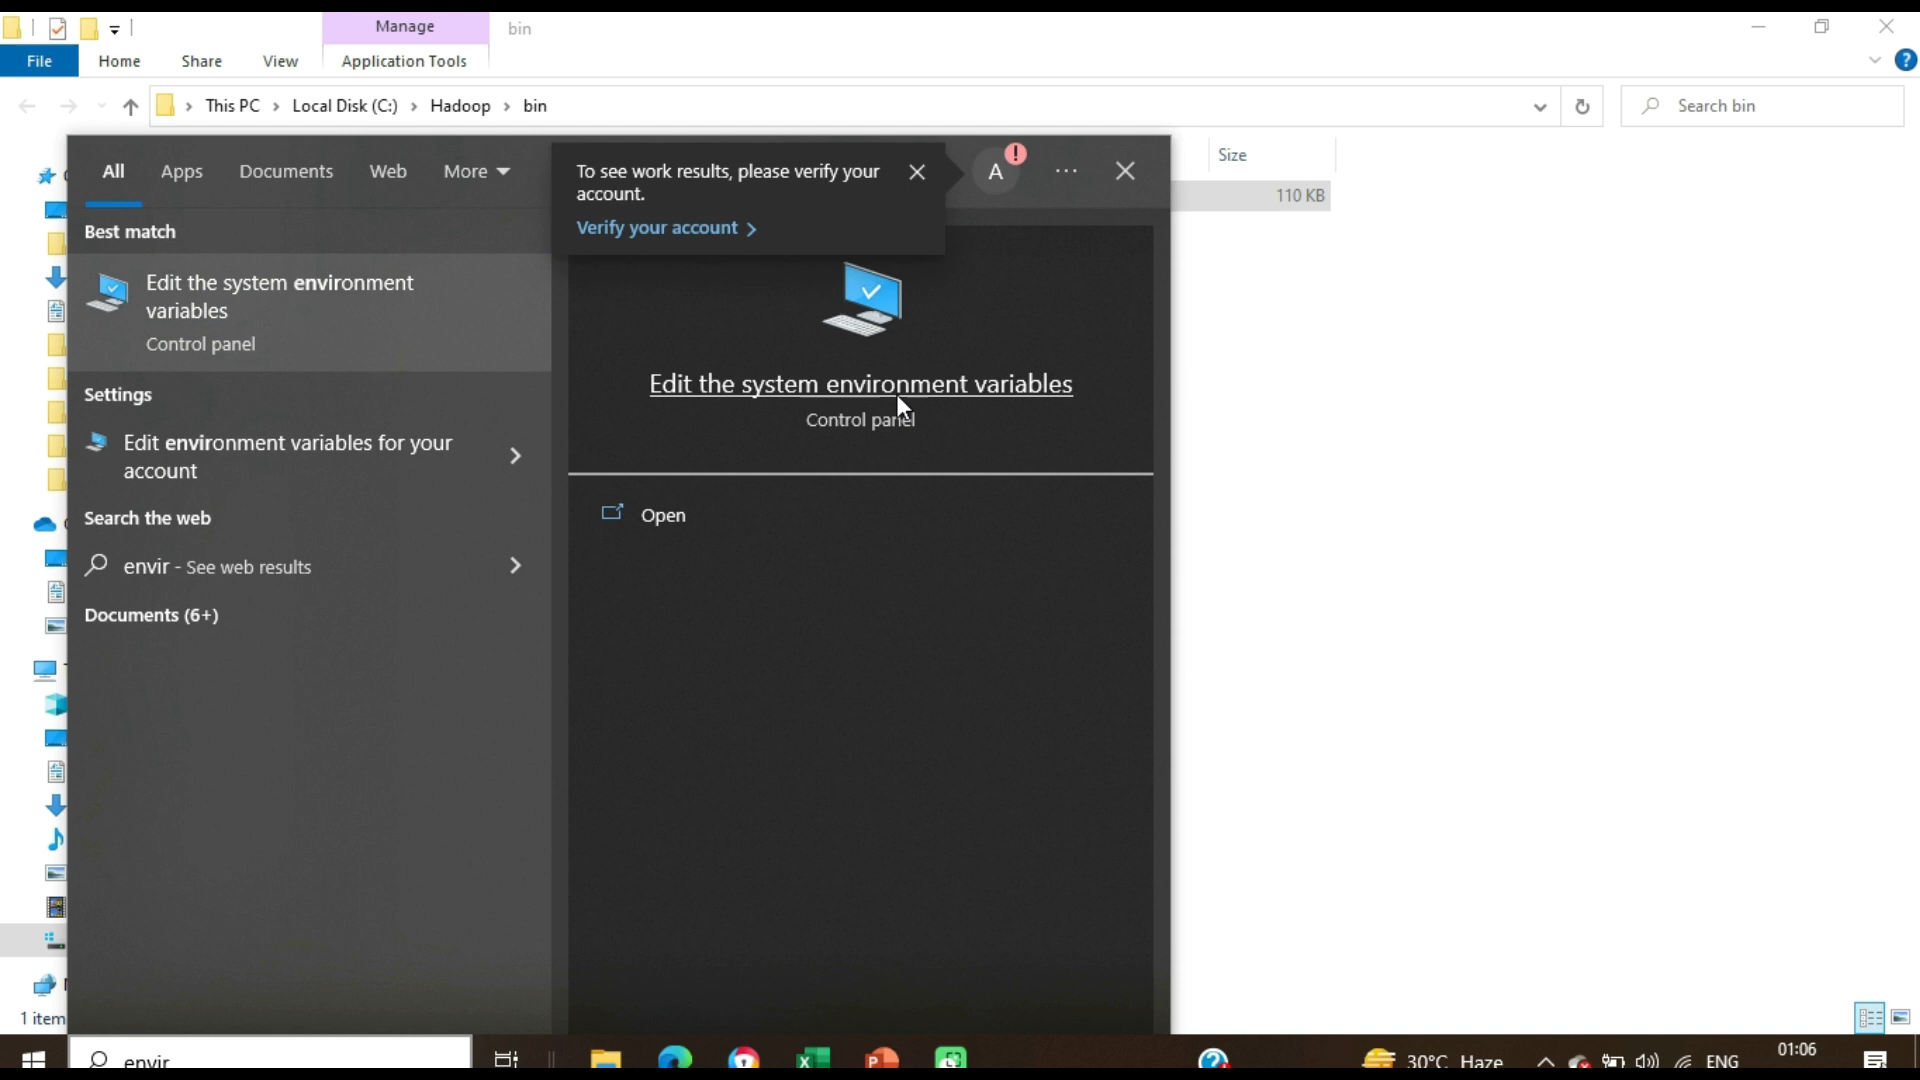 Manage
bin
File
Home
Share
View
Application Tools
?
This PC > Local Disk (C:) > Hadoop > bin
Search bin
All
Apps
Documents
Web
More
To see work results, please verify your
account.
Verify your account
A
!
Size
110 KB
Best match
Edit the system environment
variables
Control panel
Settings
Edit environment variables for your
account
Search the web
envir - See web results
Documents (6+)
Edit the system environment variables
Control panel
Open
1 item
envir
30°C Haze
ENG
01:06